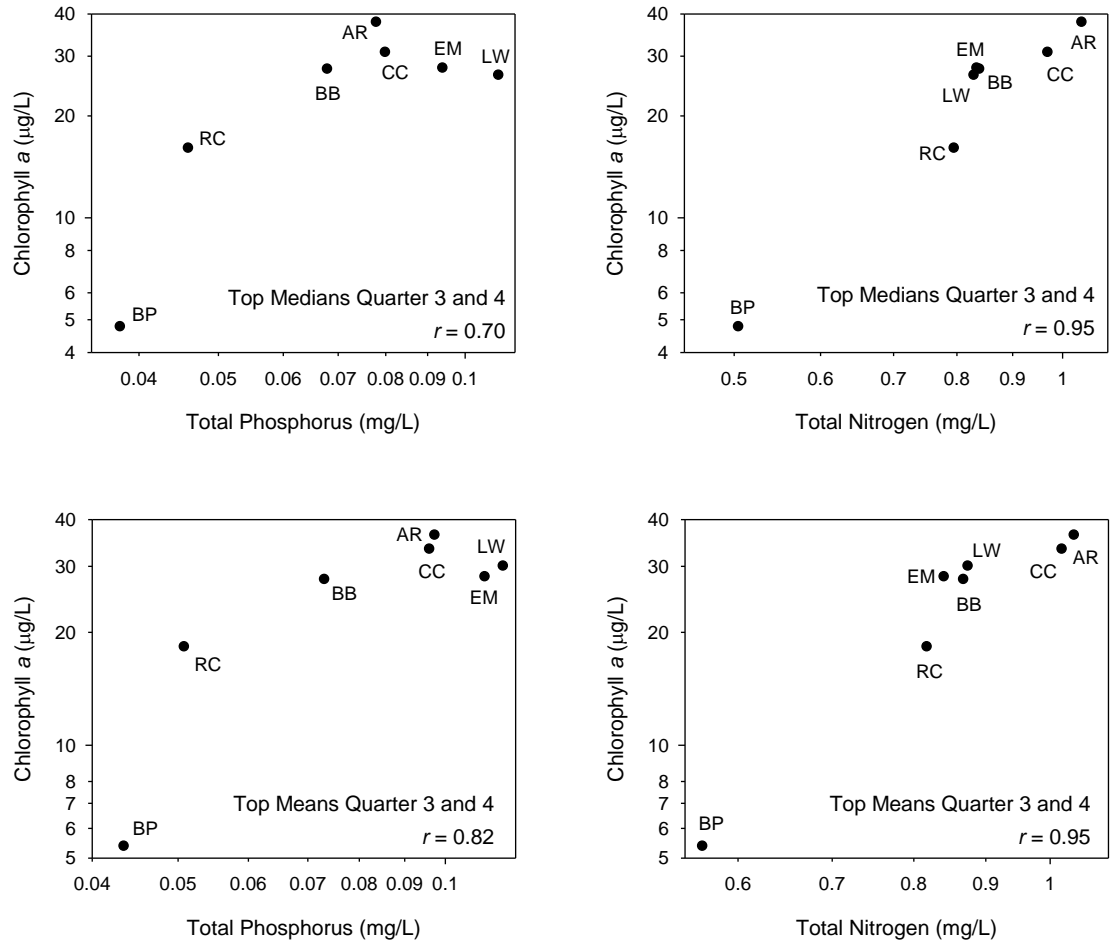 40
30
20
10
8
6
5
4
Chlorophyll a (µg/L)
AR
EM
LW
CC
BB
RC
BP
Top Medians Quarter 3 and 4
r = 0.70
0.04 0.05 0.06 0.07 0.08 0.09 0.1
Total Phosphorus (mg/L)
40
30
20
10
8
6
5
4
Chlorophyll a (µg/L)
AR
EM
CC
BB
LW
RC
BP
Top Medians Quarter 3 and 4
r = 0.95
0.5 0.6 0.7 0.8 0.9 1
Total Nitrogen (mg/L)
40
30
20
10
8
7
6
5
Chlorophyll a (µg/L)
AR
LW
CC
BB
EM
RC
BP
Top Means Quarter 3 and 4
r = 0.82
0.04 0.05 0.06 0.07 0.08 0.09 0.1
Total Phosphorus (mg/L)
40
30
20
10
8
7
6
5
Chlorophyll a (µg/L)
LW
AR
CC
EM
BB
RC
BP
Top Means Quarter 3 and 4
r = 0.95
0.6 0.7 0.8 0.9 1
Total Nitrogen (mg/L)